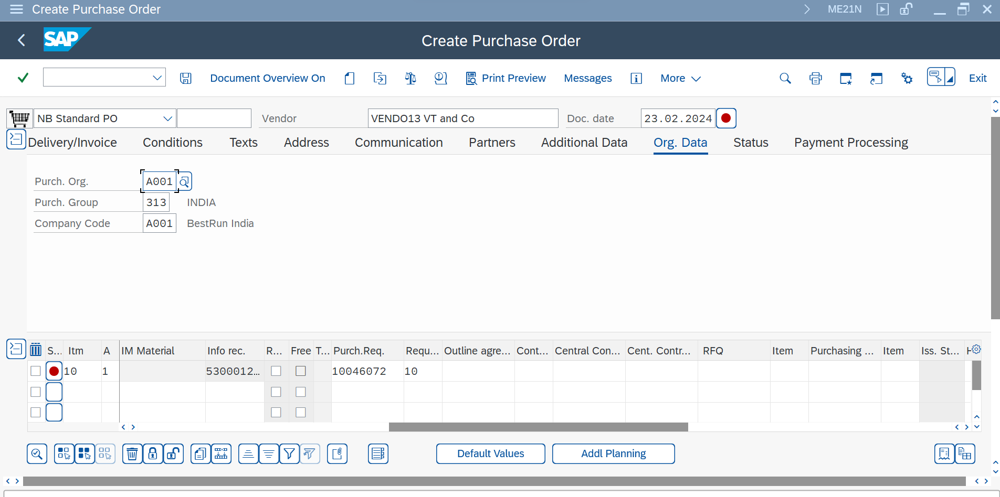 Create Purchase Order
ME21N
SAP
Create Purchase Order
Document Overview On
Print Preview
Messages
More
Exit
NB Standard PO
Vendor
VENDO13 VT and Co
Doc. date
23.02.2024
Delivery/Invoice
Conditions
Texts
Address
Communication
Partners
Additional Data
Org. Data
Status
Payment Processing
Purch. Org. A001
Purch. Group 313 INDIA
Company Code A001 BestRun India
S... Itm A IM Material Info rec. R... Free T... Purch.Req. Requ... Outline agre... Cont... Central Con... Cent. Contr... RFQ Item Purchasing ... Item Iss. St...
10 1 5300012... 10046072 10
Default Values
Addl Planning